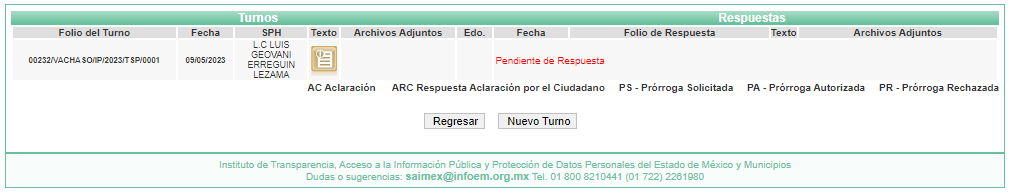 Turnos Respuestas
Folio del Turno Fecha SPH Texto Archivos Adjuntos Edo. Fecha Folio de Respuesta Texto Archivos Adjuntos
00232/VACHASO/IP/2023/TSP/0001 09/05/2023 L.C LUIS GEOVANI ERREGUIN LEZAMA Pendiente de Respuesta
AC Aclaración ARC Respuesta Aclaración por el Ciudadano PS - Prórroga Solicitada PA - Prórroga Autorizada PR - Prórroga Rechazada
Regresar Nuevo Turno
Instituto de Transparencia, Acceso a la Información Pública y Protección de Datos Personales del Estado de México y Municipios
Dudas o sugerencias: saimex@infoem.org.mx Tel. 01 800 8210441 (01 722) 2261980